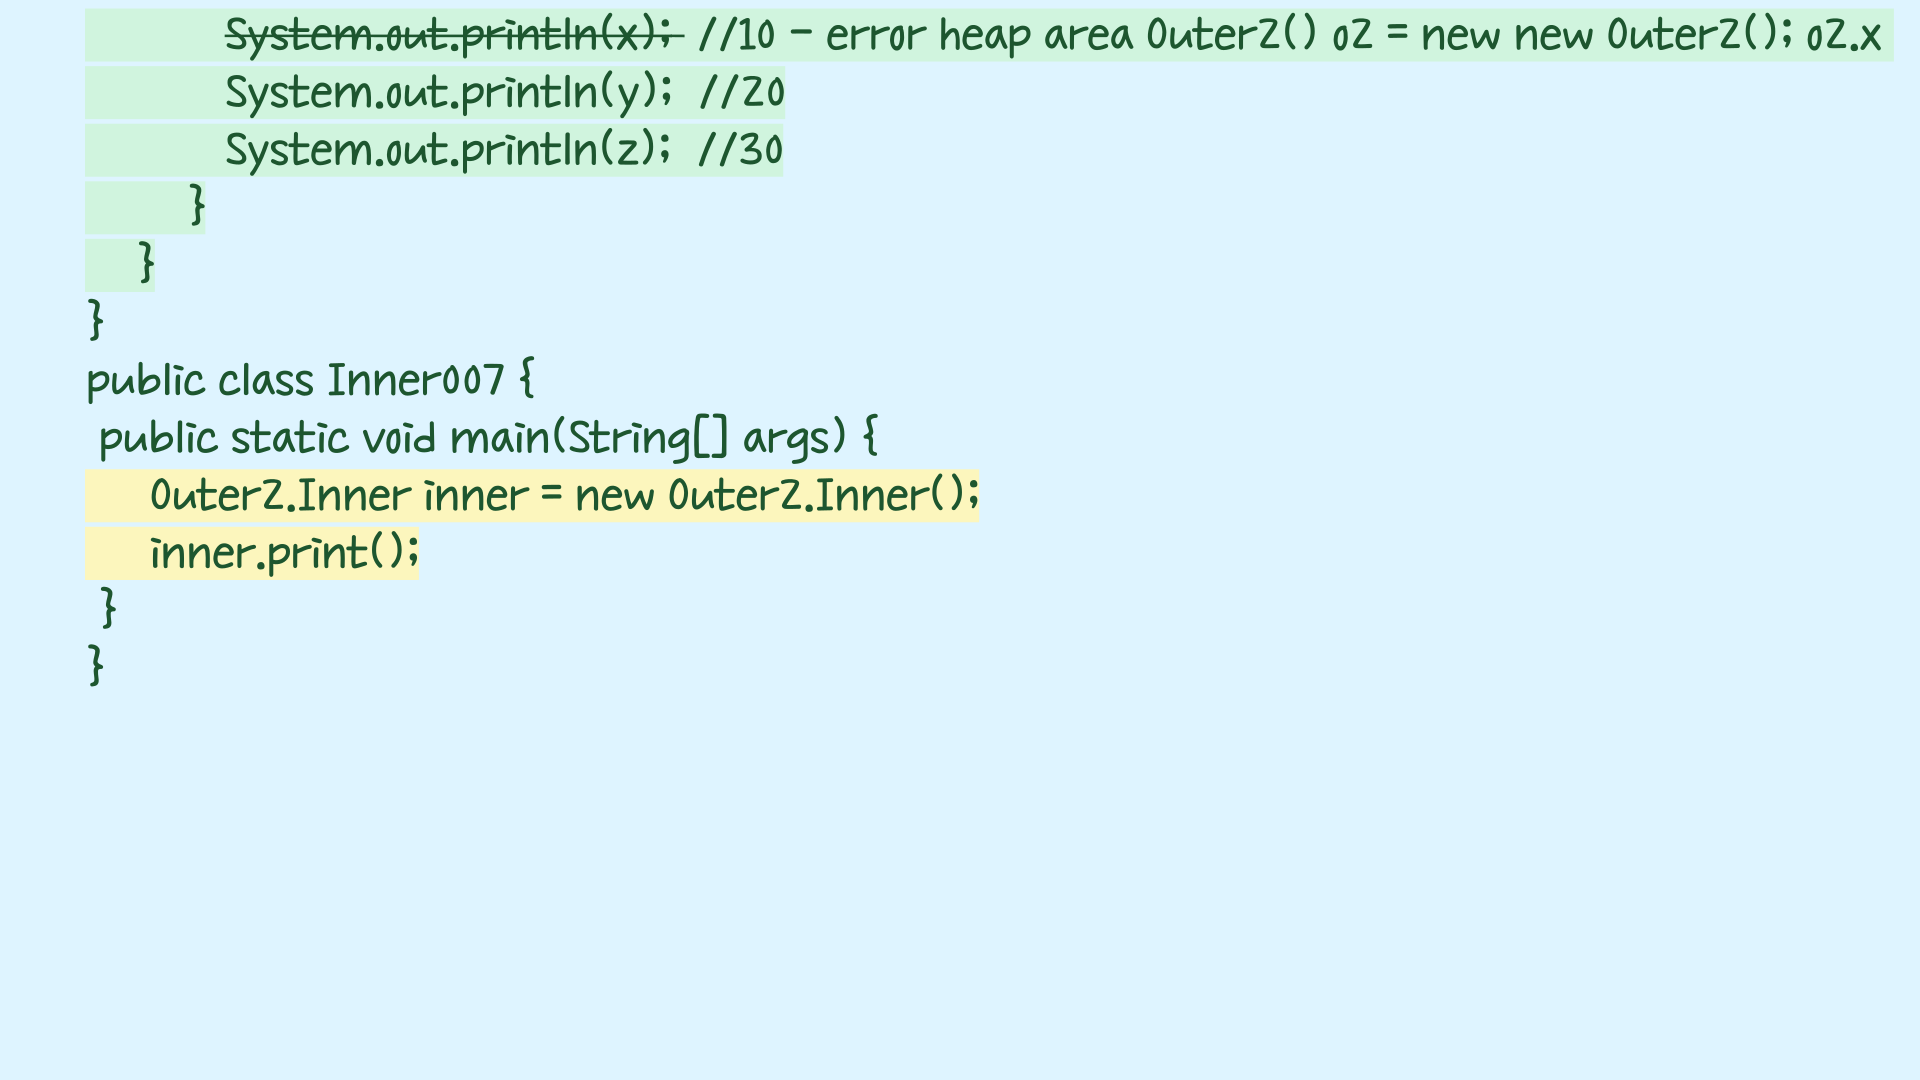 System.out.println(x); //10 - error heap area Outer2() o2 = new new Outer2(); o2.x
System.out.println(y); //20
System.out.println(z); //30
}
}
}
public class Inner007 {
public static void main(String[] args) {
Outer2.Inner inner = new Outer2.Inner();
inner.print();
}
}